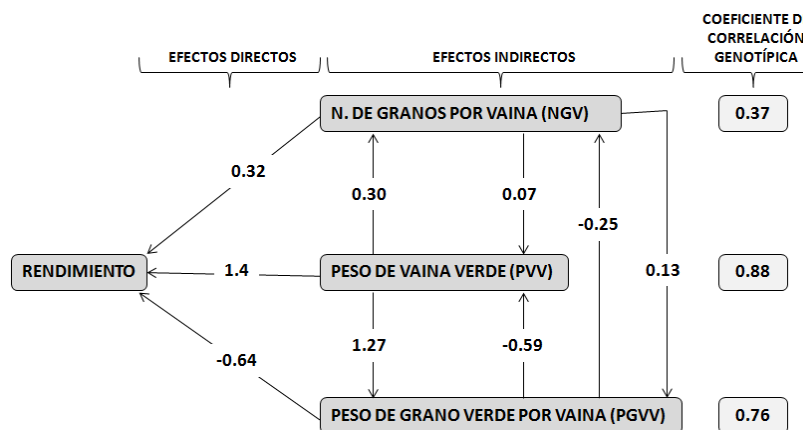 COEFICIENTE D
CORRELACIÓN
GENOTÍPICA
EFECTOS DIRECTOS
EFECTOS INDIRECTOS
N. DE GRANOS POR VAINA (NGV)
0.37
0.32
0.30
0.07
-0.25
RENDIMIENTO
1.4
PESO DE VAINA VERDE (PVV)
0.13
0.88
-0.64
1.27
-0.59
PESO DE GRANO VERDE POR VAINA (PGVV)
0.76